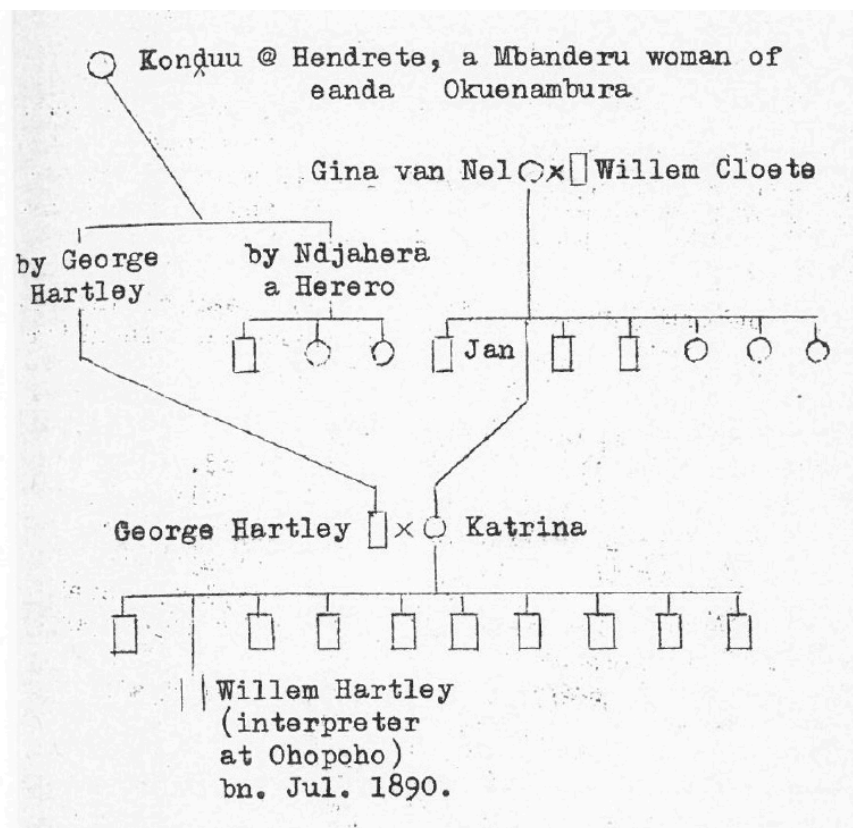 Konḓuu @ Hendrete, a Mbanderu woman of
eanda Okuenambura
Gina van Nel x Willem Cloete
by George
Hartley
by Ndjahera
a Herero
Jan
George Hartley x Katrina
Willem Hartley
(interpreter
at Ohopoho)
bn. Jul. 1890.